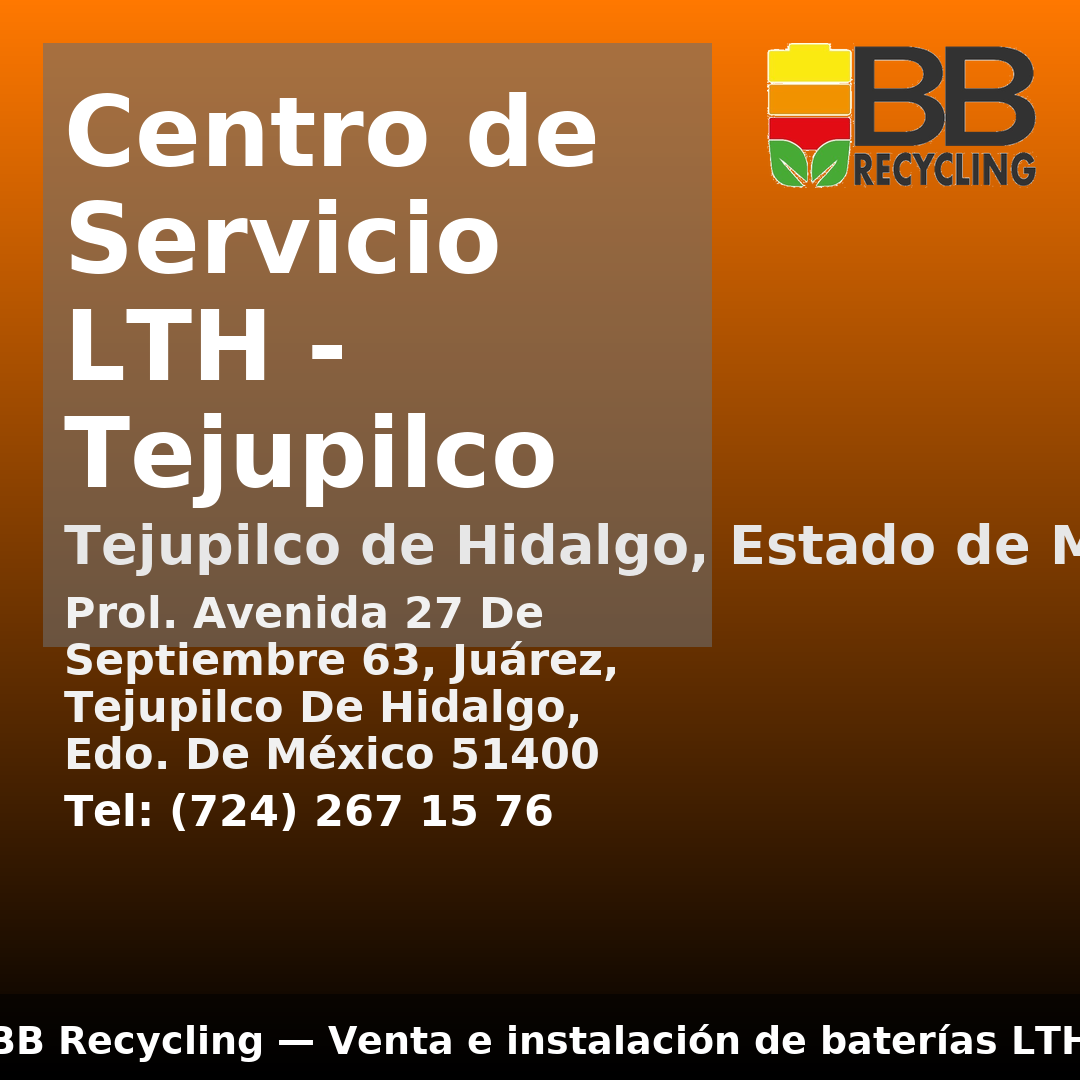 Centro de
Servicio
LTH -
Tejupilco
Tejupilco de Hidalgo, Estado de M
Prol. Avenida 27 De
Septiembre 63, Juárez,
Tejupilco De Hidalgo,
Edo. De México 51400
Tel: (724) 267 15 76
BB
RECYCLING
BB Recycling — Venta e instalación de baterías LTH